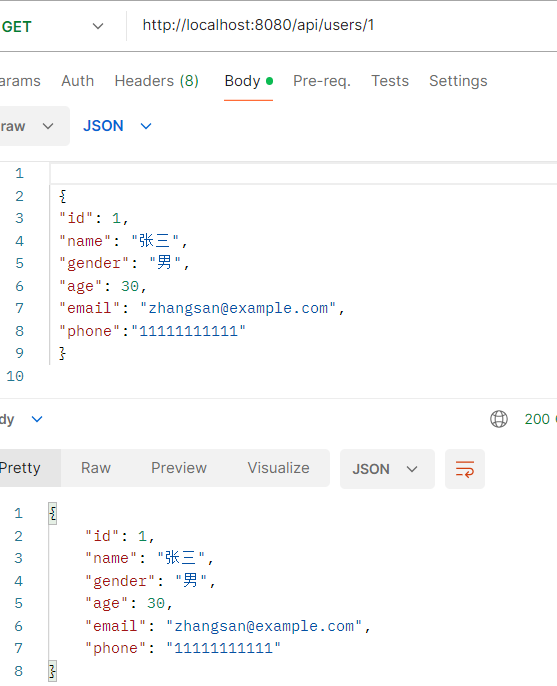 GET http://localhost:8080/api/users/1
arams Auth Headers (8) Body Pre-req. Tests Settings
raw JSON
1
2 {
3 "id": 1,
4 "name": "张三",
5 "gender": "男",
6 "age": 30,
7 "email": "zhangsan@example.com",
8 "phone":"11111111111"
9 }
10
dy 200
Pretty Raw Preview Visualize JSON
1 {
2 "id": 1,
3 "name": "张三",
4 "gender": "男",
5 "age": 30,
6 "email": "zhangsan@example.com",
7 "phone": "11111111111"
8 }